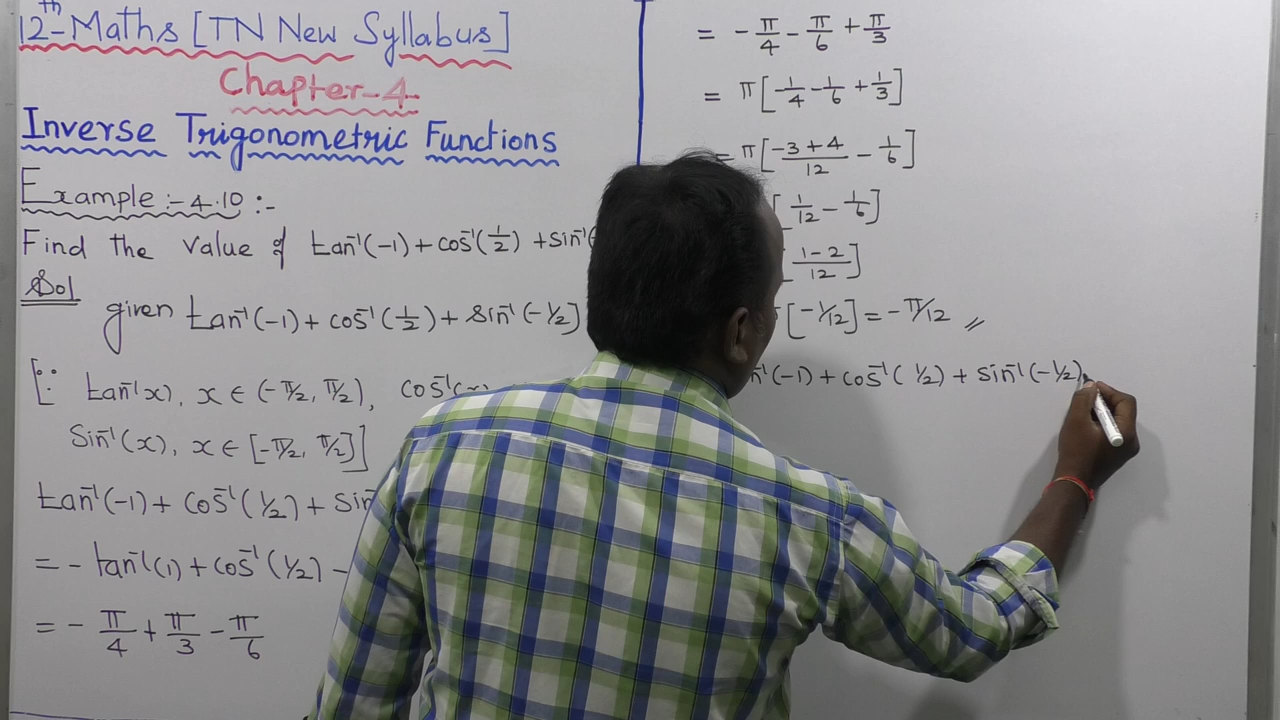 12th-Maths [TN New Syllabus]
Chapter-4
Inverse Trigonometric Functions
Example :- 4.10 :-
Find the value of tan⁻¹(-1) + cos⁻¹(1/2) + sin⁻¹(
Sol
given tan⁻¹(-1) + cos⁻¹(1/2) + sin⁻¹(-1/2)
[∵ tan⁻¹(x), x ∈ (-π/2, π/2), cos⁻¹(x)
Sin⁻¹(x), x ∈ [-π/2, π/2]]
tan⁻¹(-1) + cos⁻¹(1/2) + Sin
= - tan⁻¹(1) + cos⁻¹(1/2) -
= - π/4 + π/3 - π/6
= - π/4 - π/6 + π/3
= π[-1/4 - 1/6 + 1/3]
= π[(-3+4)/12 - 1/6]
[1/12 - 1/6]
[(1-2)/12]
[-1/12] = -π/12 //
n⁻¹(-1) + cos⁻¹(1/2) + sin⁻¹(-1/2)